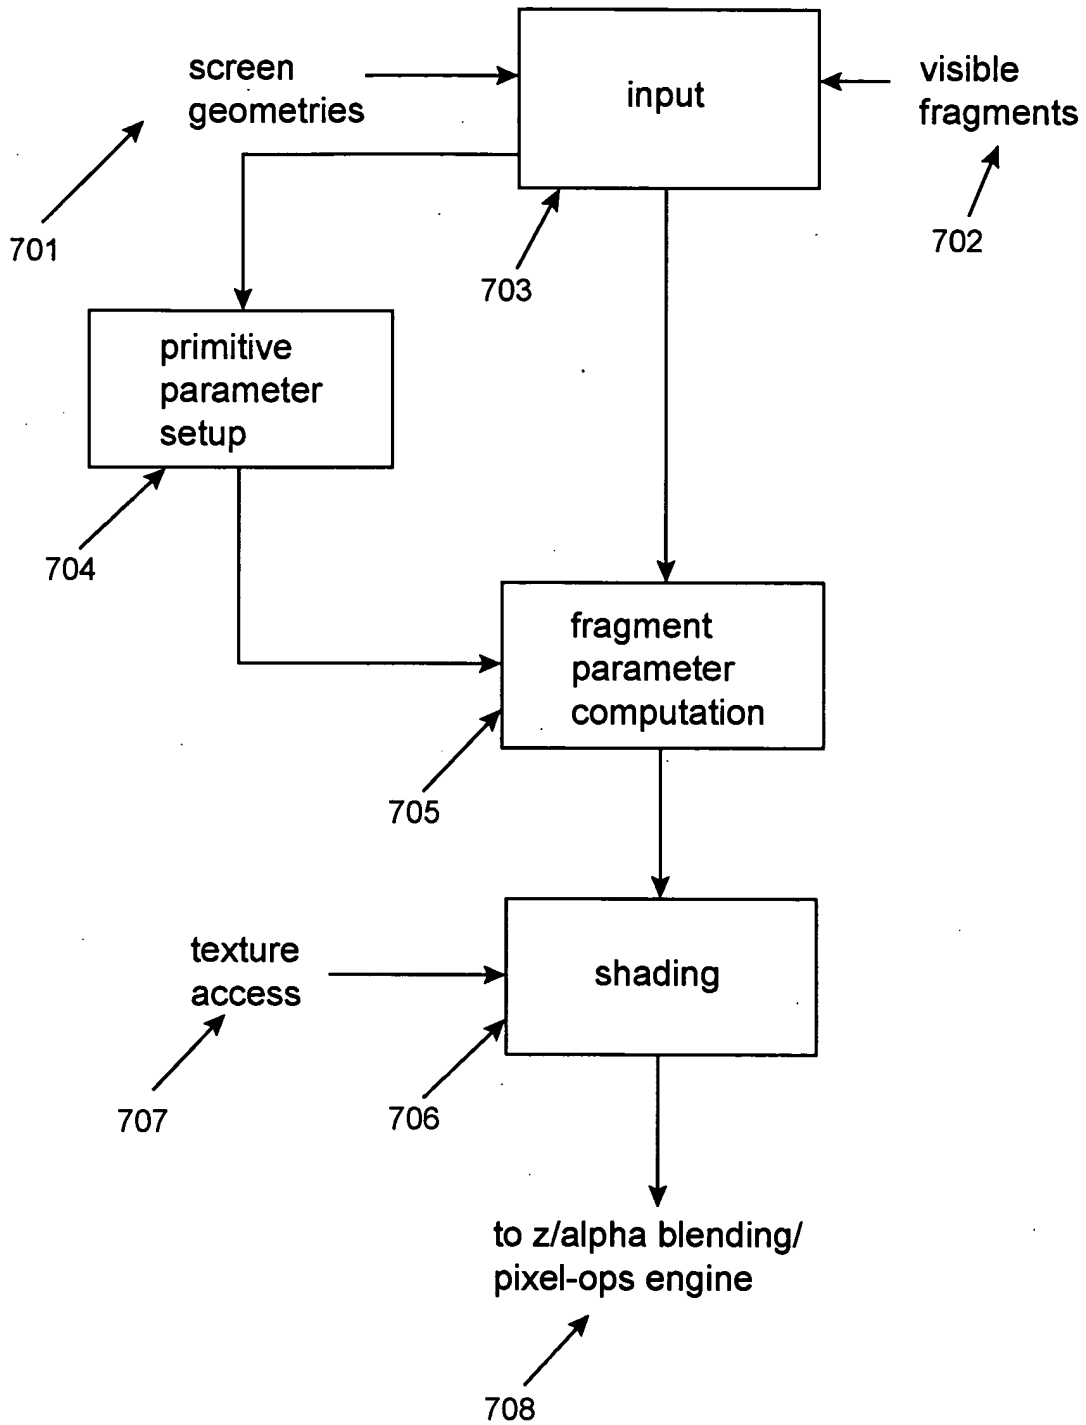 screen
geometries
input
visible
fragments
701
702
703
primitive
parameter
setup
704
fragment
parameter
computation
705
texture
access
shading
707
706
to z/alpha blending/
pixel-ops engine
708